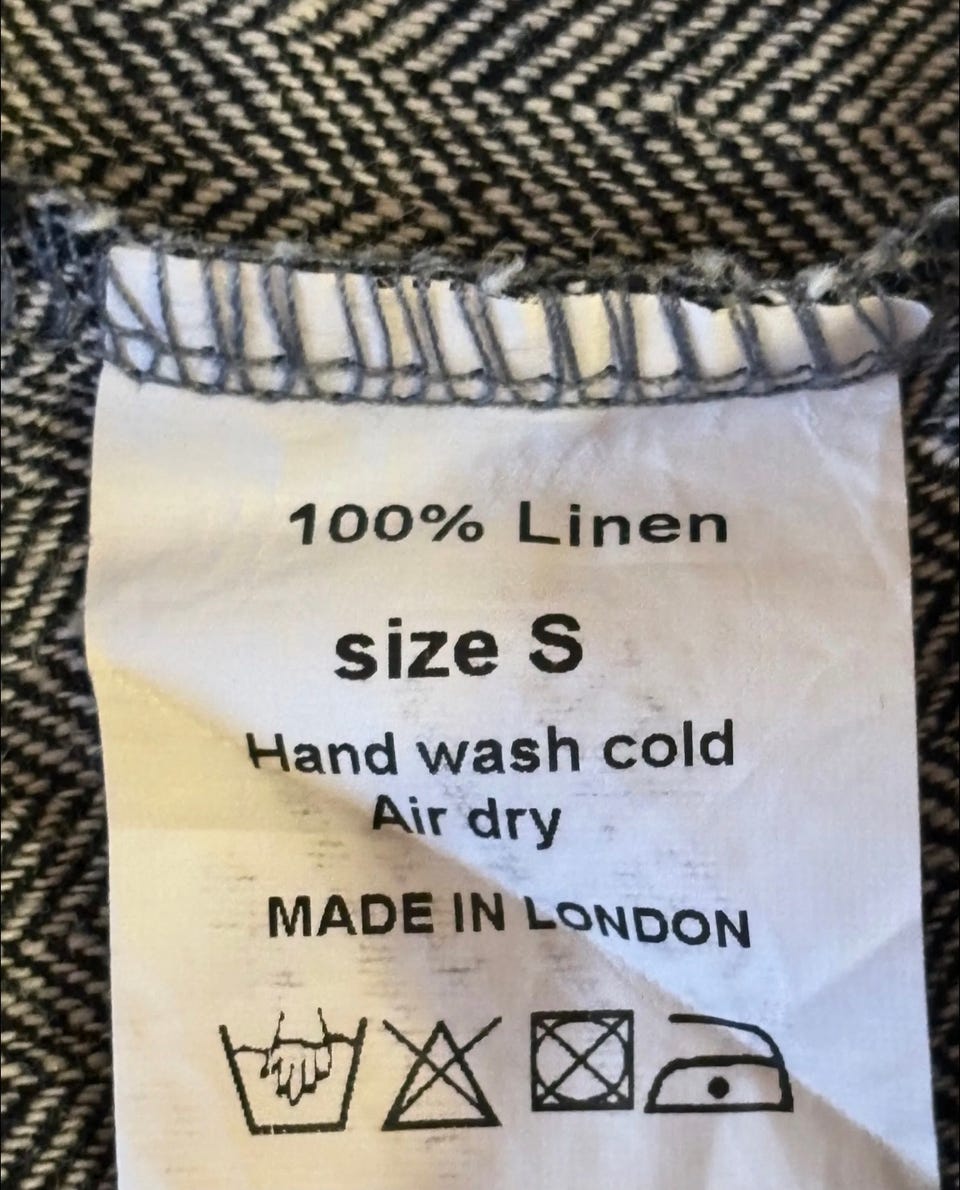 100% Linen
size S
Hand wash cold
Air dry
MADE IN LONDON